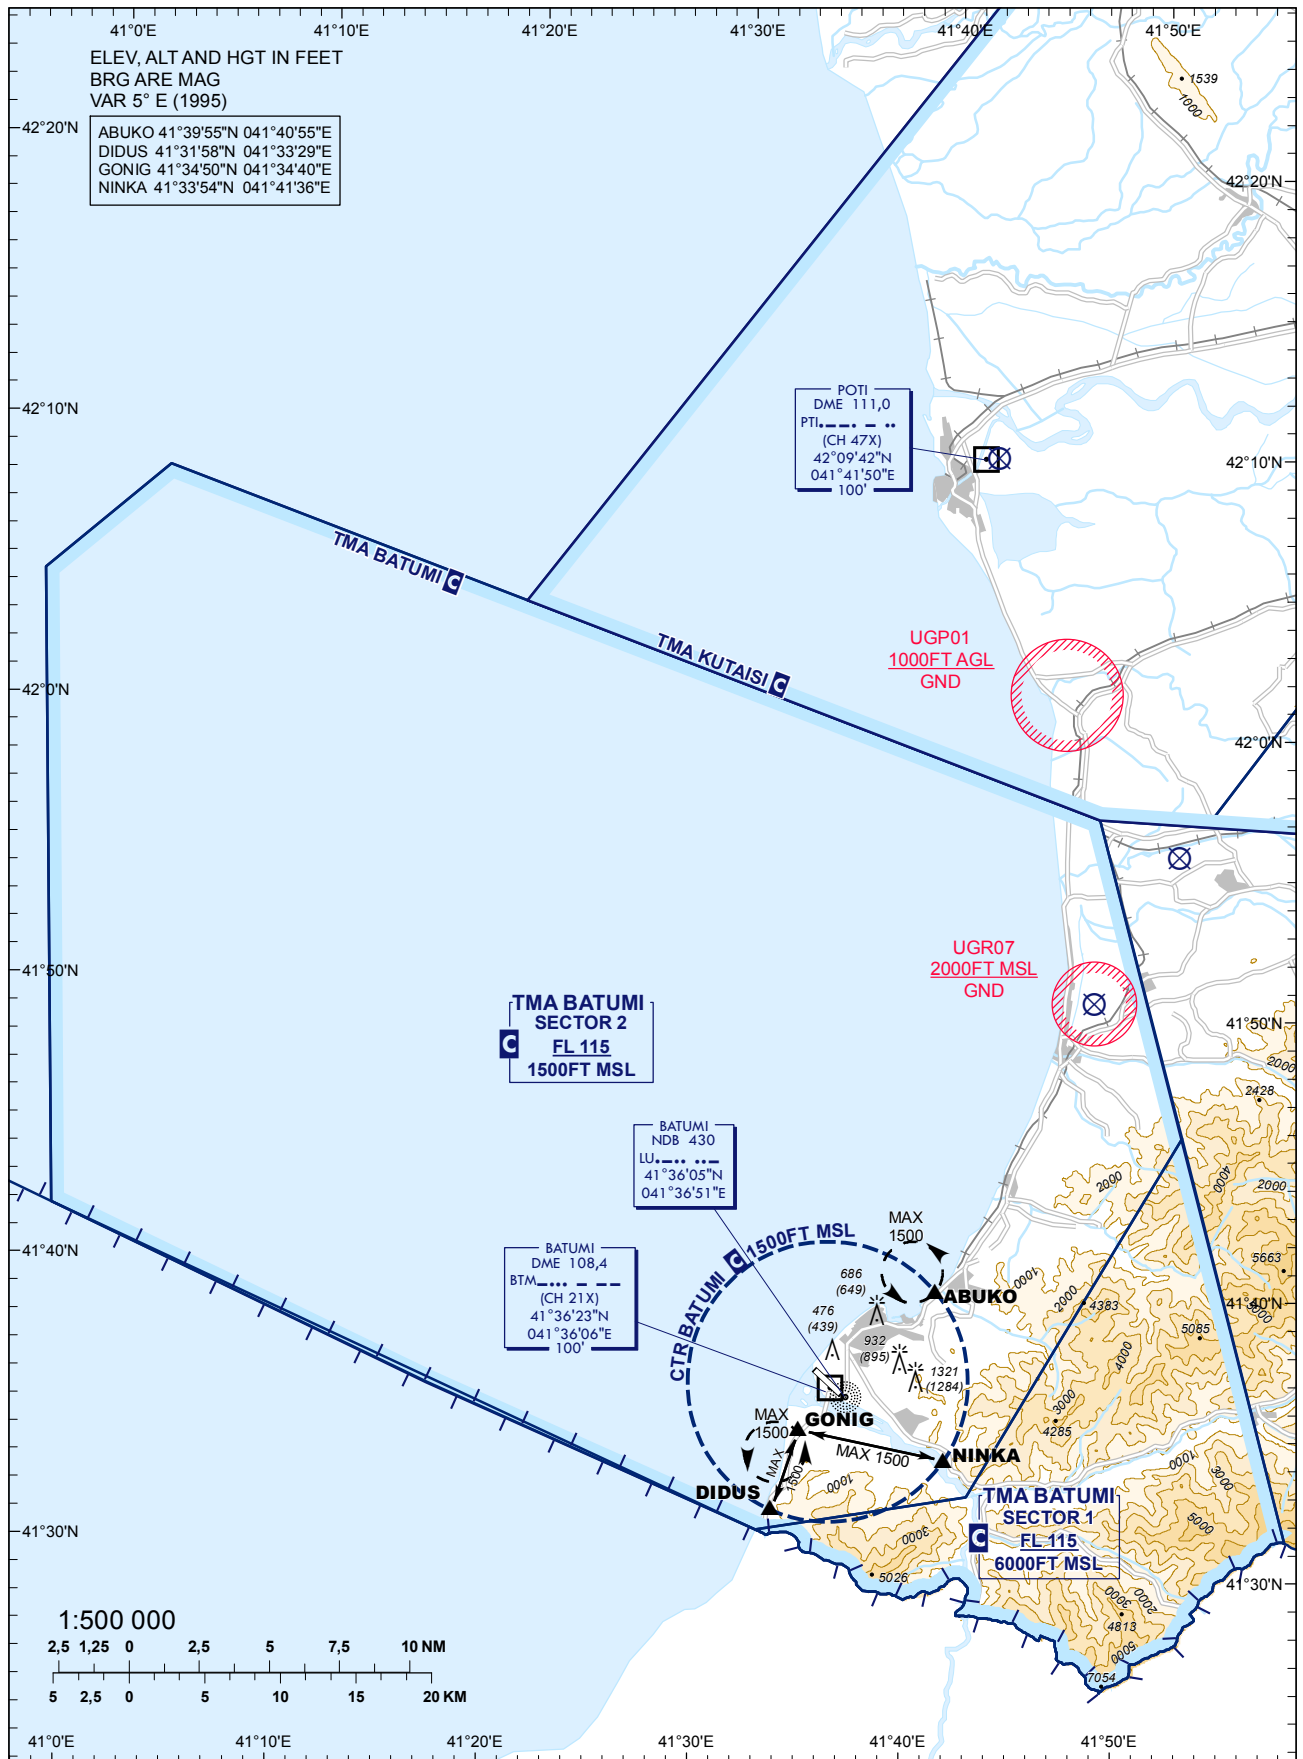 41°0'E
41°10'E
41°20'E
41°30'E
41°40'E
41°50'E
ELEV, ALT AND HGT IN FEET
BRG ARE MAG
VAR 5° E (1995)
ABUKO 41°39'55"N 041°40'55"E
DIDUS 41°31'58"N 041°33'29"E
GONIG 41°34'50"N 041°34'40"E
NINKA 41°33'54"N 041°41'36"E
1539
1000
42°20'N
42°20'N
POTI
DME 111,0
PTI
(CH 47X)
42°09'42"N
041°41'50"E
100'
42°10'N
42°10'N
TMA BATUMI C
TMA KUTAISI C
UGP01
1000FT AGL
GND
42°0'N
42°0'N
UGR07
2000FT MSL
GND
41°50'N
41°50'N
TMA BATUMI
SECTOR 2
C
FL 115
1500FT MSL
2000
2428
BATUMI
NDB 430
LU
41°36'05"N
041°36'51"E
2000
4000
2000
41°40'N
41°40'N
BATUMI
DME 108,4
BTM
(CH 21X)
41°36'23"N
041°36'06"E
100'
CTR BATUMI C 1500FT MSL
MAX
1500
ABUKO
686
(649)
476
(439)
932
(895)
1321
(1284)
1000
2000
4383
5663
3000
5085
4000
3000
4285
MAX
1500
GONIG
MAX 1500
NINKA
MAX
1500
DIDUS
1000
1000
3000
5000
3000
5026
TMA BATUMI
SECTOR 1
C
FL 115
6000FT MSL
41°30'N
41°30'N
3000
2000
4813
5000
7054
1:500 000
2,5 1,25 0 2,5 5 7,5 10 NM
5 2,5 0 5 10 15 20 KM
41°0'E
41°10'E
41°20'E
41°30'E
41°40'E
41°50'E